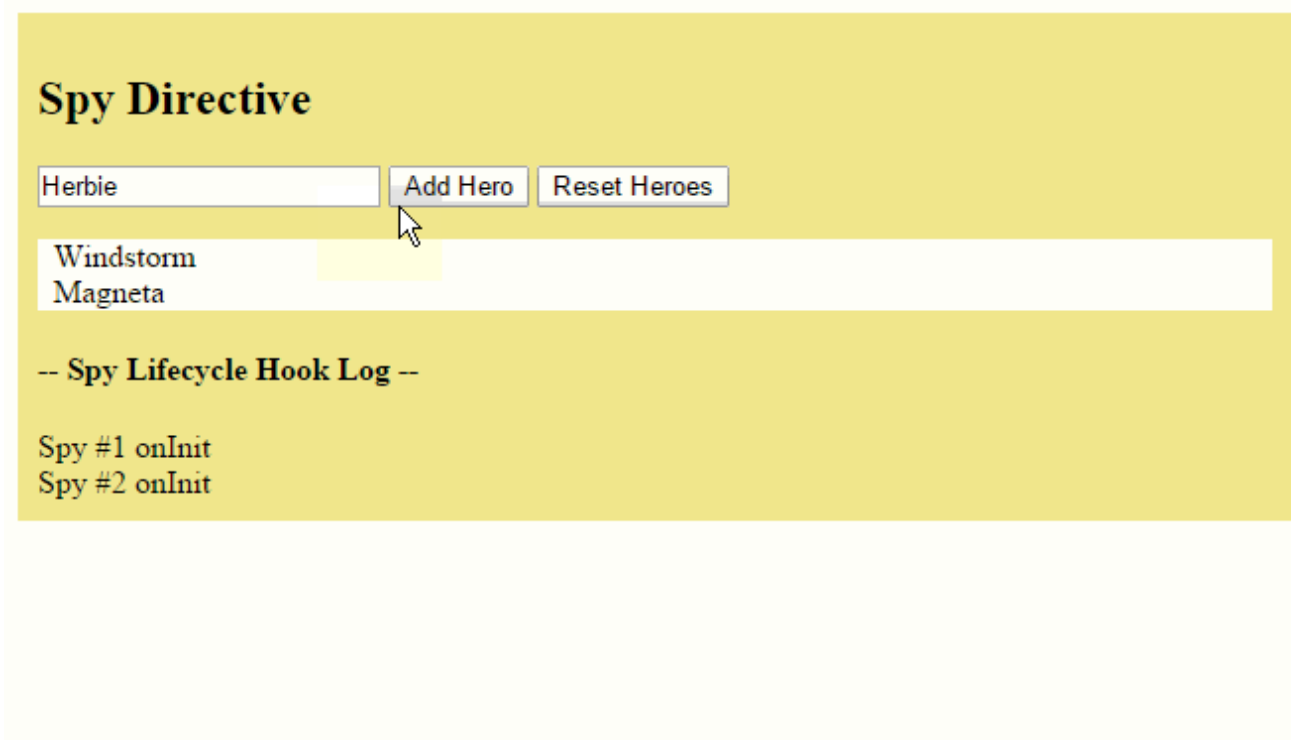 Spy Directive
Herbie Add Hero Reset Heroes
Windstorm
Magneta
-- Spy Lifecycle Hook Log --
Spy #1 onInit
Spy #2 onInit